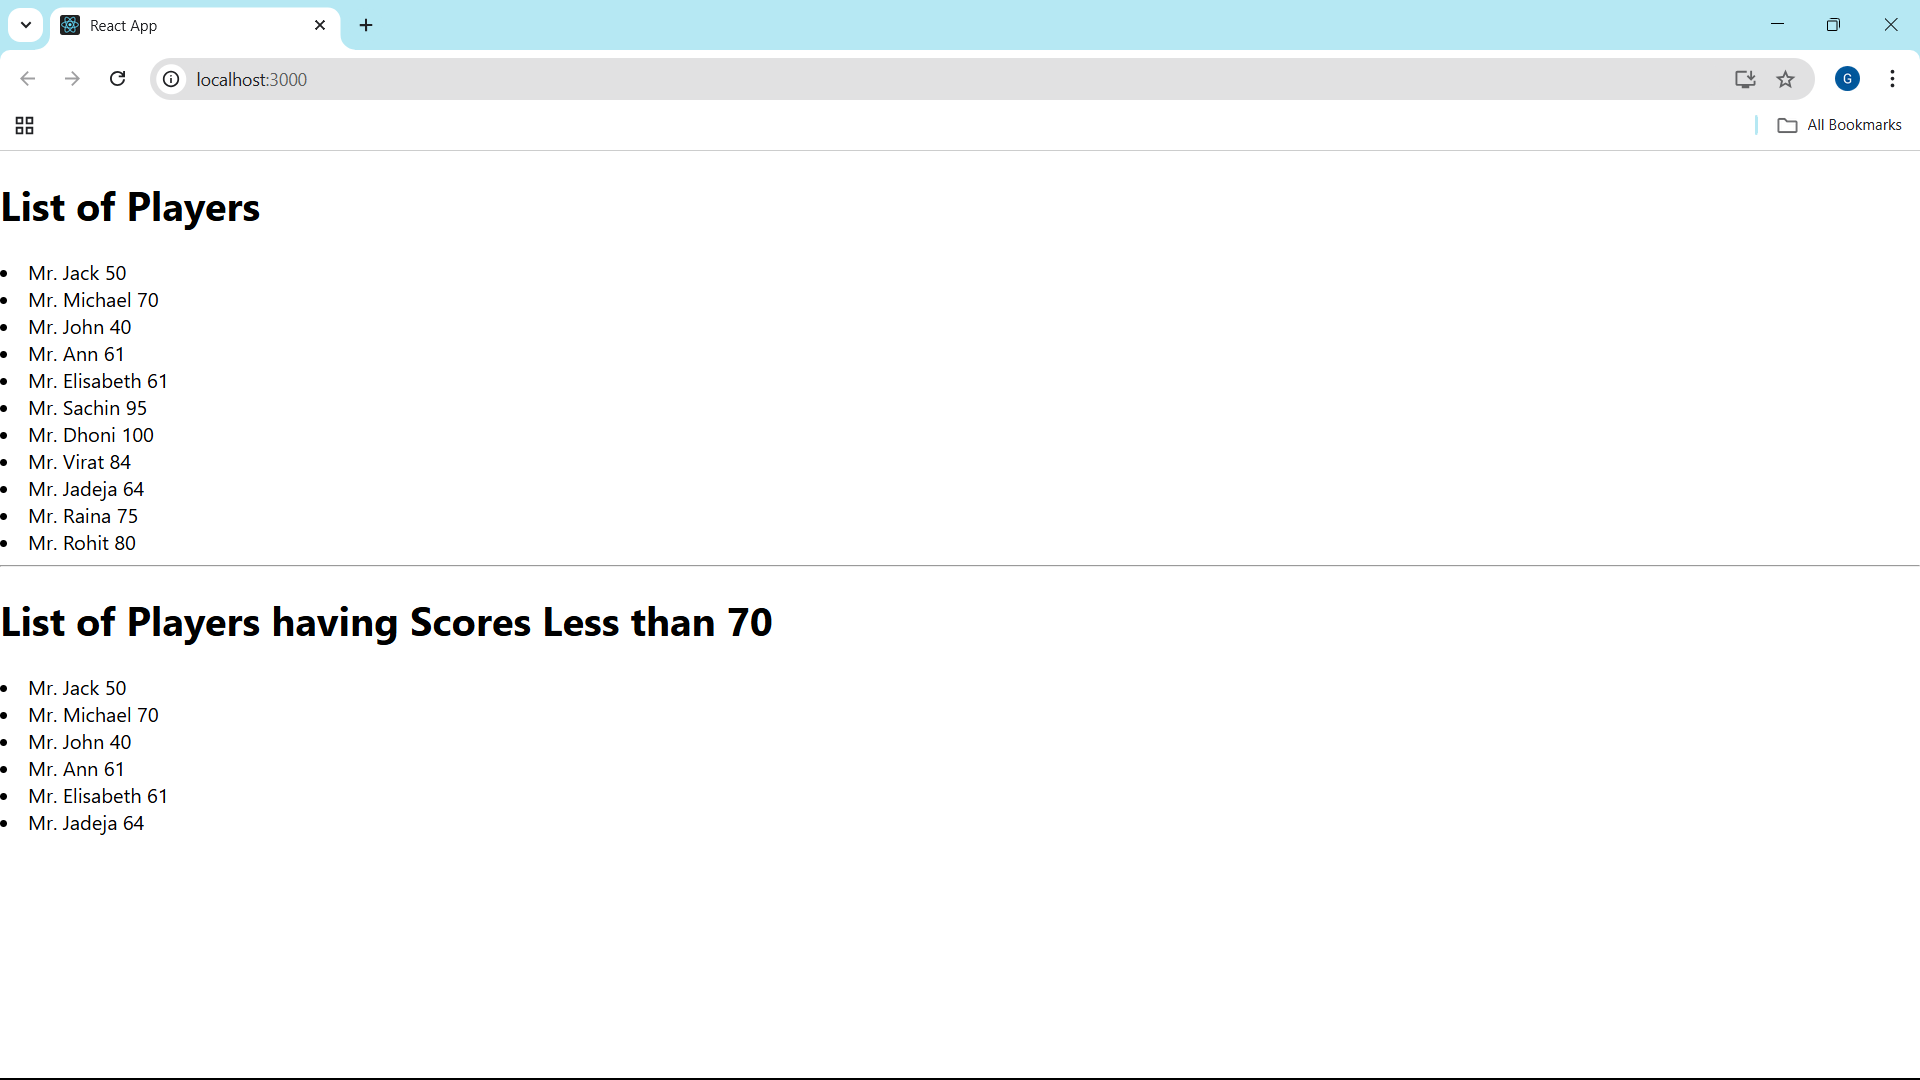 React App
localhost:3000
G
All Bookmarks
List of Players
Mr. Jack 50
Mr. Michael 70
Mr. John 40
Mr. Ann 61
Mr. Elisabeth 61
Mr. Sachin 95
Mr. Dhoni 100
Mr. Virat 84
Mr. Jadeja 64
Mr. Raina 75
Mr. Rohit 80
List of Players having Scores Less than 70
Mr. Jack 50
Mr. Michael 70
Mr. John 40
Mr. Ann 61
Mr. Elisabeth 61
Mr. Jadeja 64